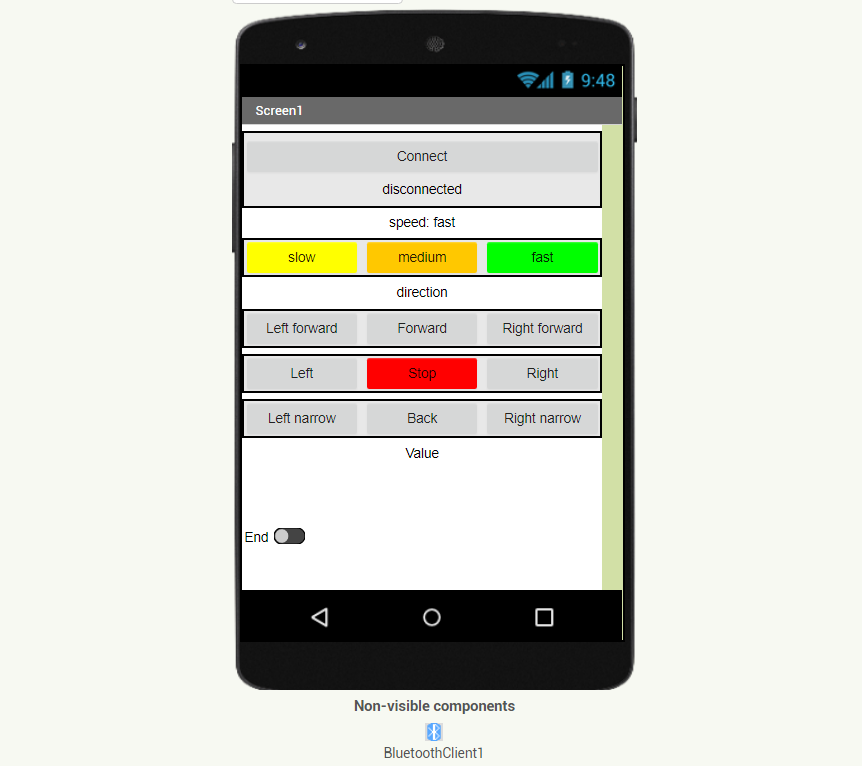 9:48
Screen1
Connect
disconnected
speed: fast
slow medium fast
direction
Left forward Forward Right forward
Left Stop Right
Left narrow Back Right narrow
Value
End
Non-visible components
BluetoothClient1